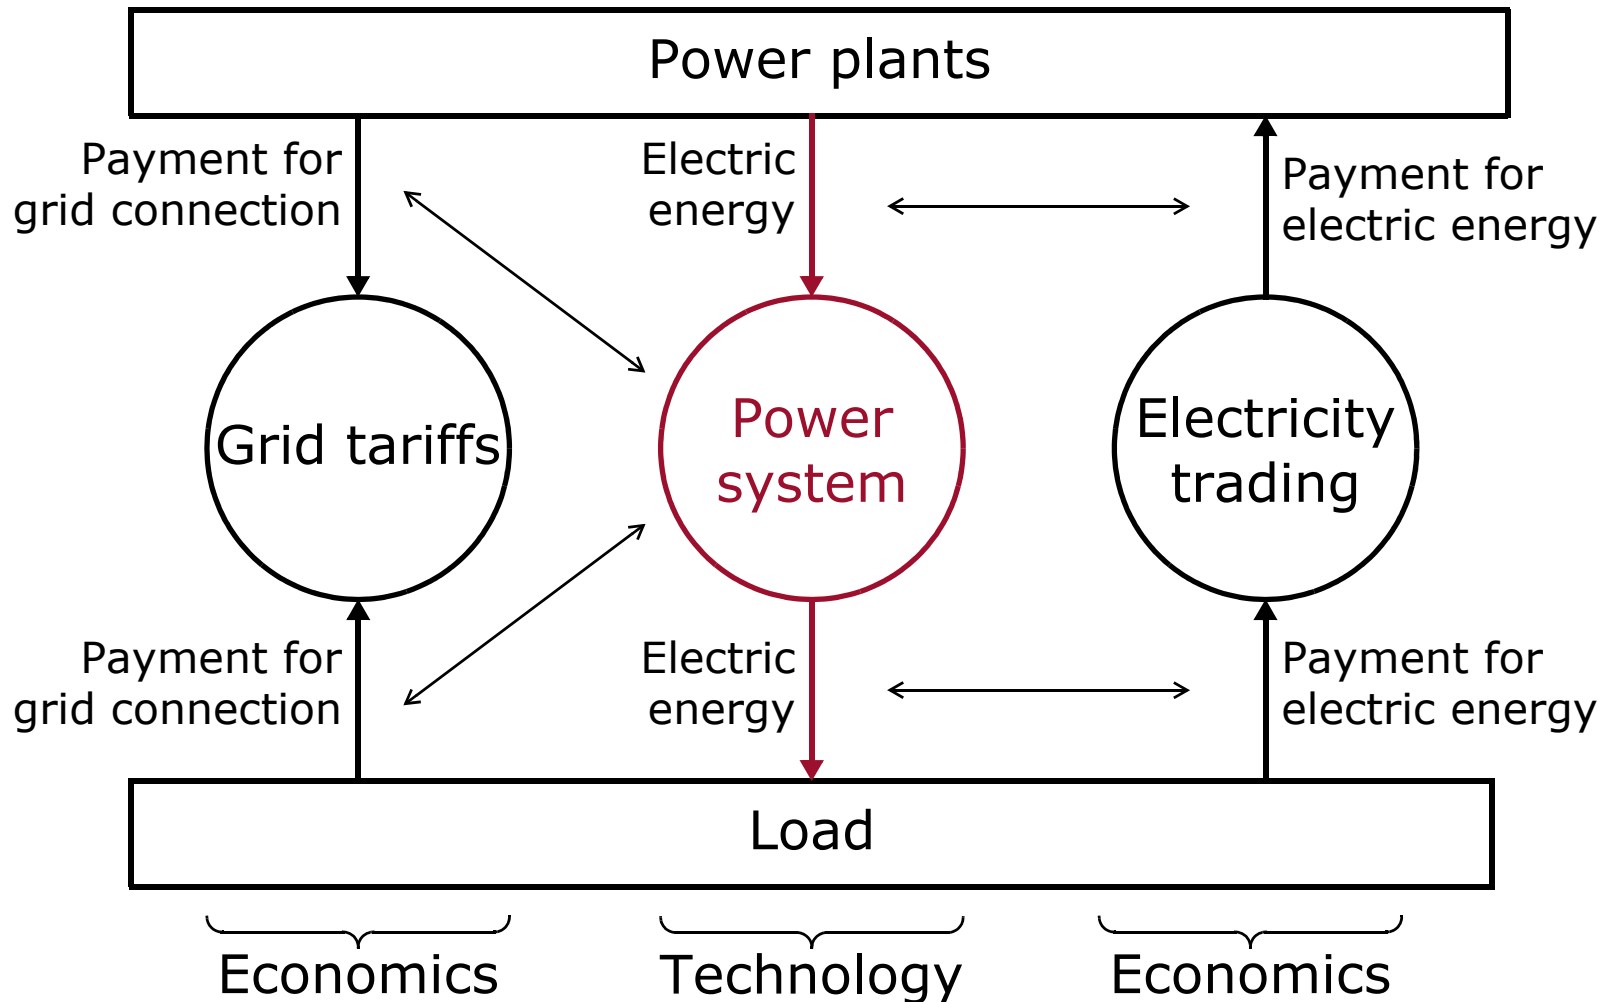 Power plants
Payment for
grid connection
Electric
energy
Payment for
electric energy
Grid tariffs
Power
system
Electricity
trading
Payment for
grid connection
Electric
energy
Payment for
electric energy
Load
Economics
Technology
Economics